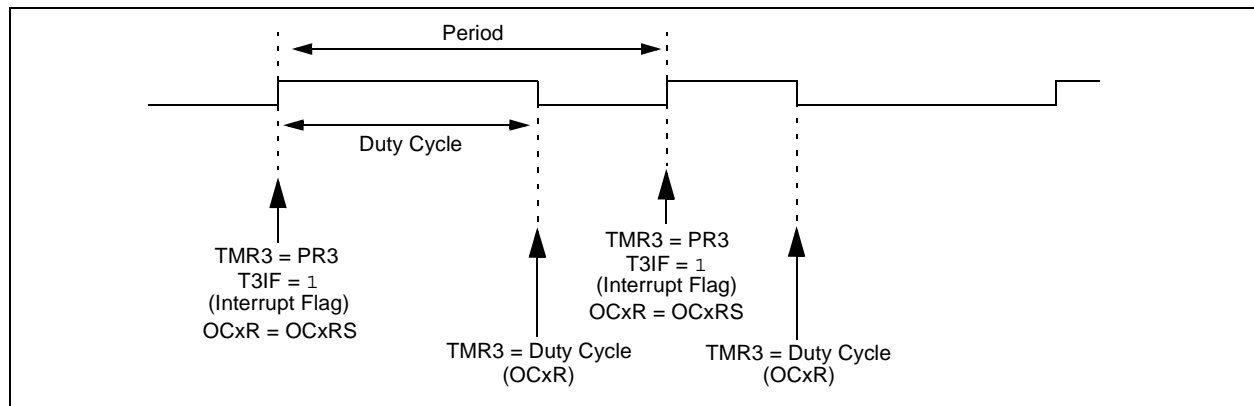 Period
Duty Cycle
TMR3 = PR3
T3IF = 1
(Interrupt Flag)
OCxR = OCxRS
TMR3 = Duty Cycle
(OCxR)
TMR3 = PR3
T3IF = 1
(Interrupt Flag)
OCxR = OCxRS
TMR3 = Duty Cycle
(OCxR)